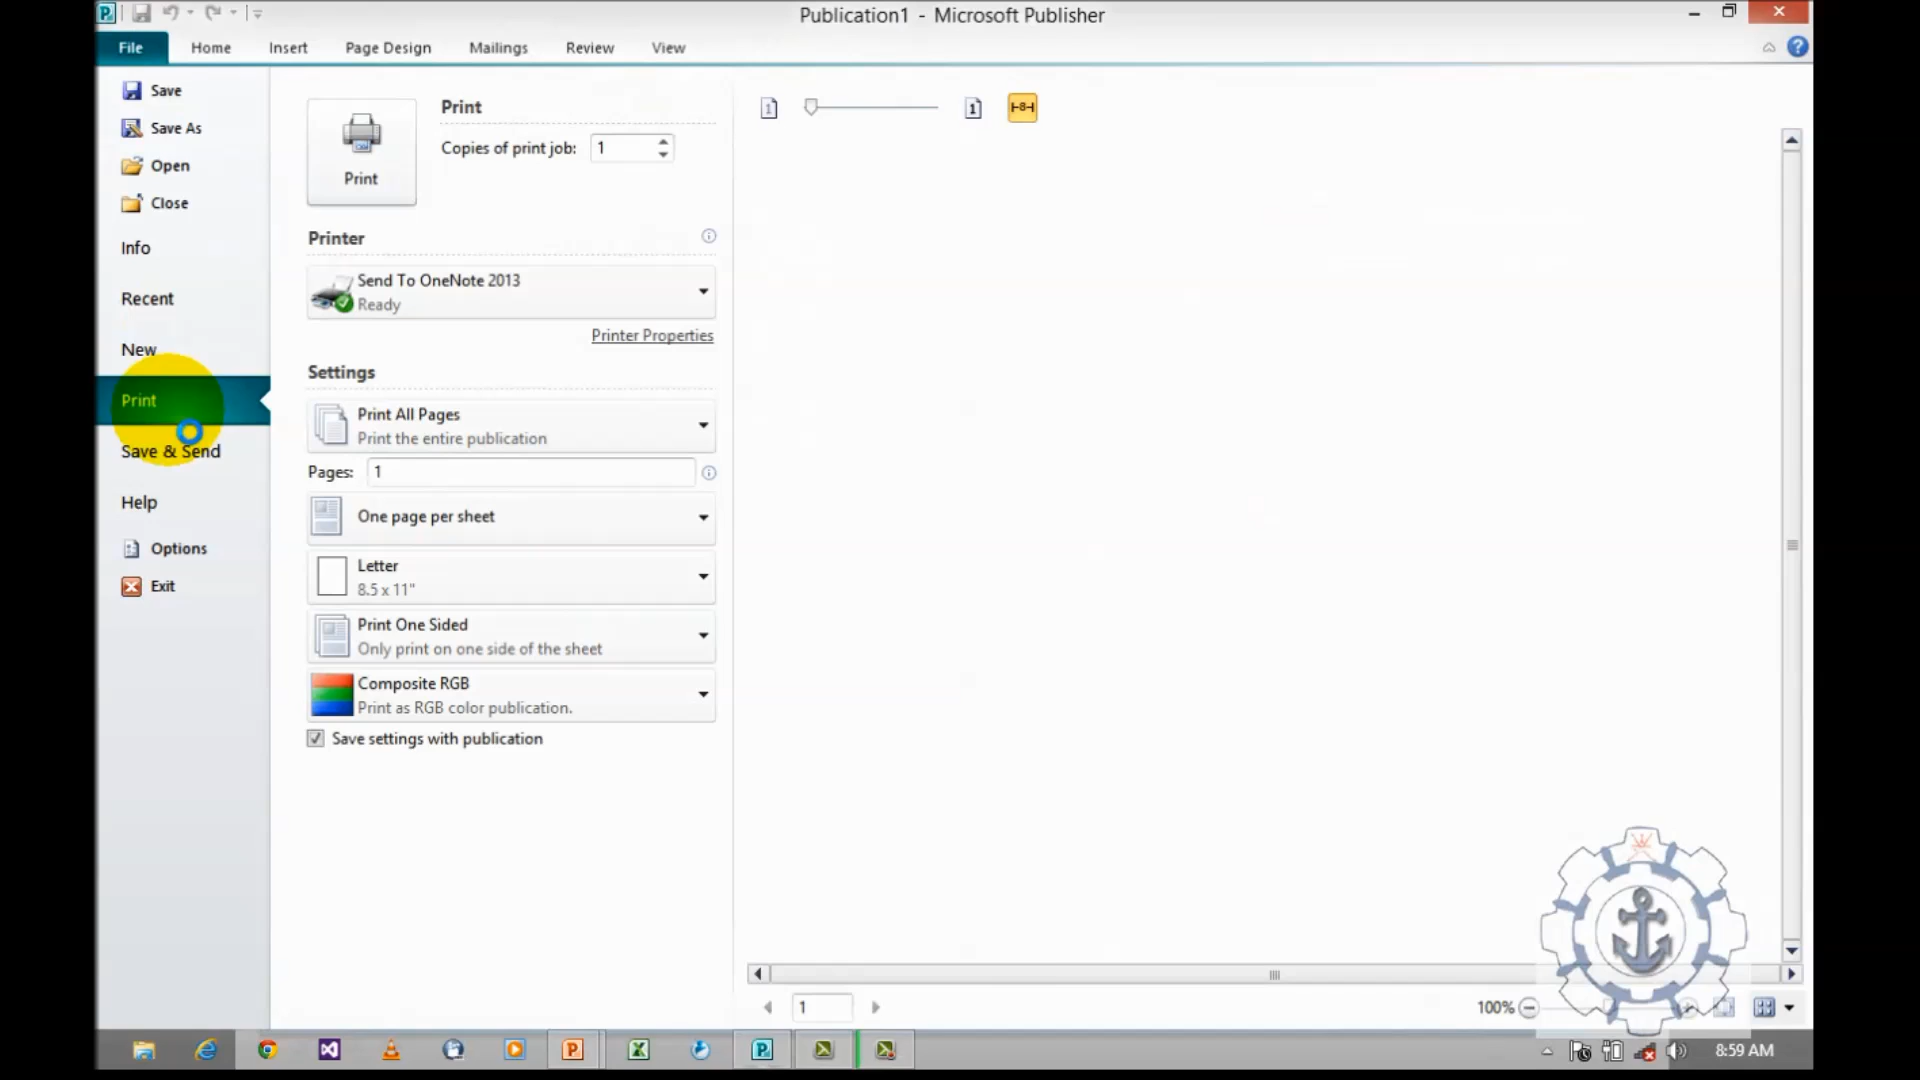 Publication1 - Microsoft Publisher
File Home Insert Page Design Mailings Review View
Save
Save As
Open
Close
Info
Recent
New
Print
Save & Send
Help
Options
Exit
Print
Print
Copies of print job: 1
Printer
Send To OneNote 2013
Ready
Printer Properties
Settings
Print All Pages
Print the entire publication
Pages: 1
One page per sheet
Letter
8.5 x 11"
Print One Sided
Only print on one side of the sheet
Composite RGB
Print as RGB color publication.
Save settings with publication
1 1
1
100%
8:59 AM